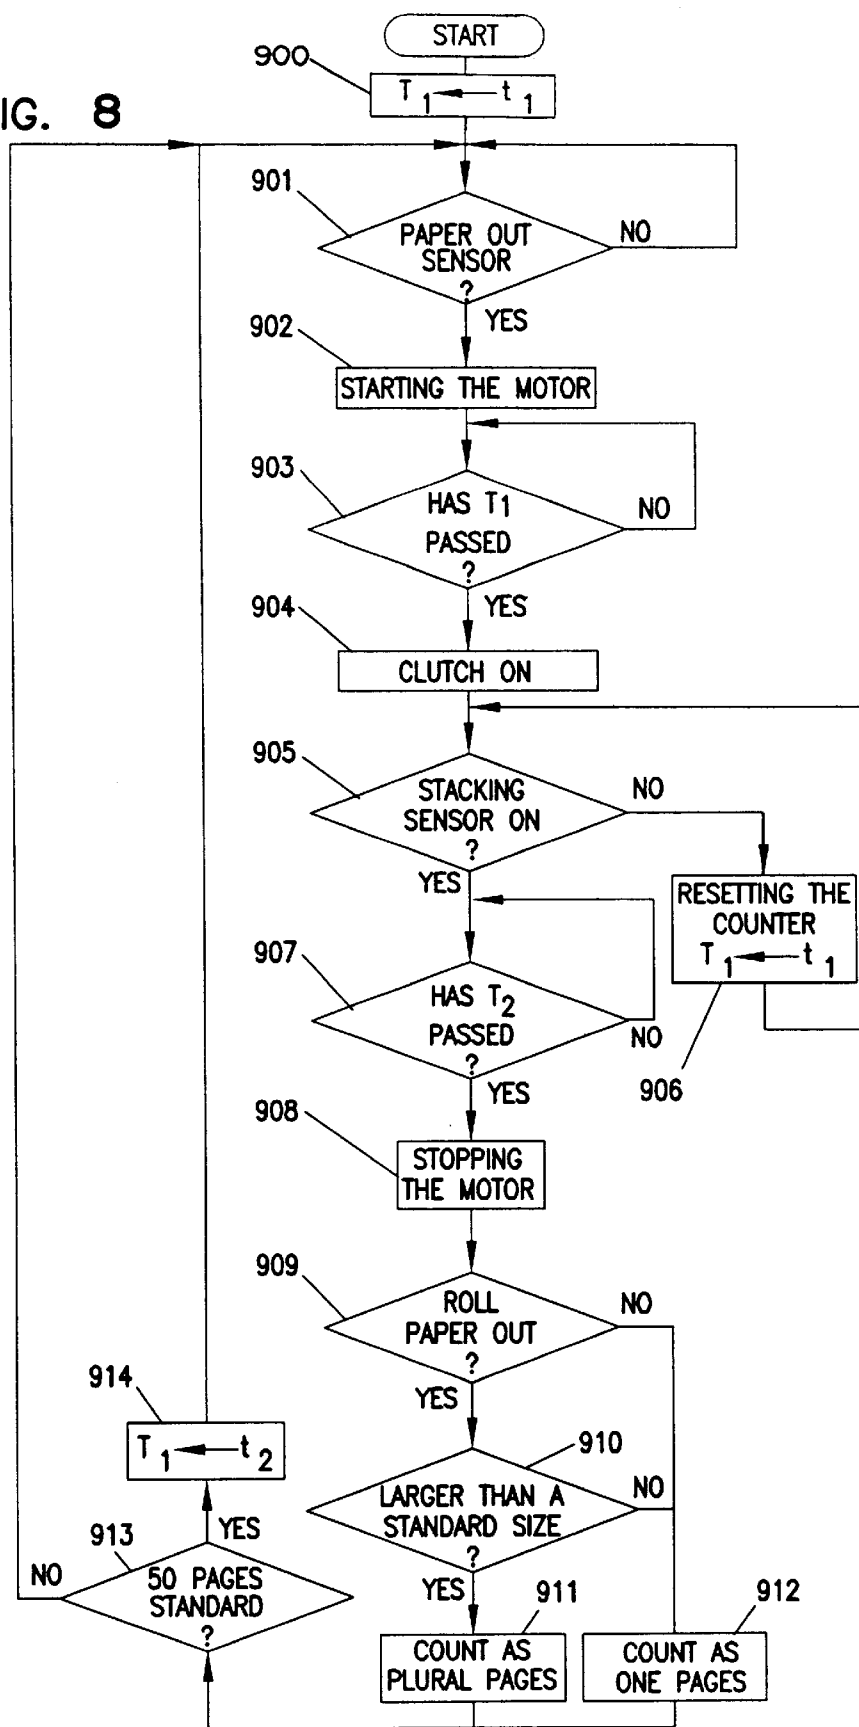 START
900
T1 ← t1
IG. 8
901
PAPER OUT
SENSOR
?
NO
YES
902
STARTING THE MOTOR
903
HAS T1
PASSED
?
NO
YES
904
CLUTCH ON
905
STACKING
SENSOR ON
?
NO
YES
RESETTING THE
COUNTER
T1 ← t1
906
907
HAS T2
PASSED
?
NO
YES
908
STOPPING
THE MOTOR
909
ROLL
PAPER OUT
?
NO
YES
914
T1 ← t2
910
LARGER THAN A
STANDARD SIZE
?
NO
YES
913
YES
NO
50 PAGES
STANDARD
?
911
COUNT AS
PLURAL PAGES
912
COUNT AS
ONE PAGES